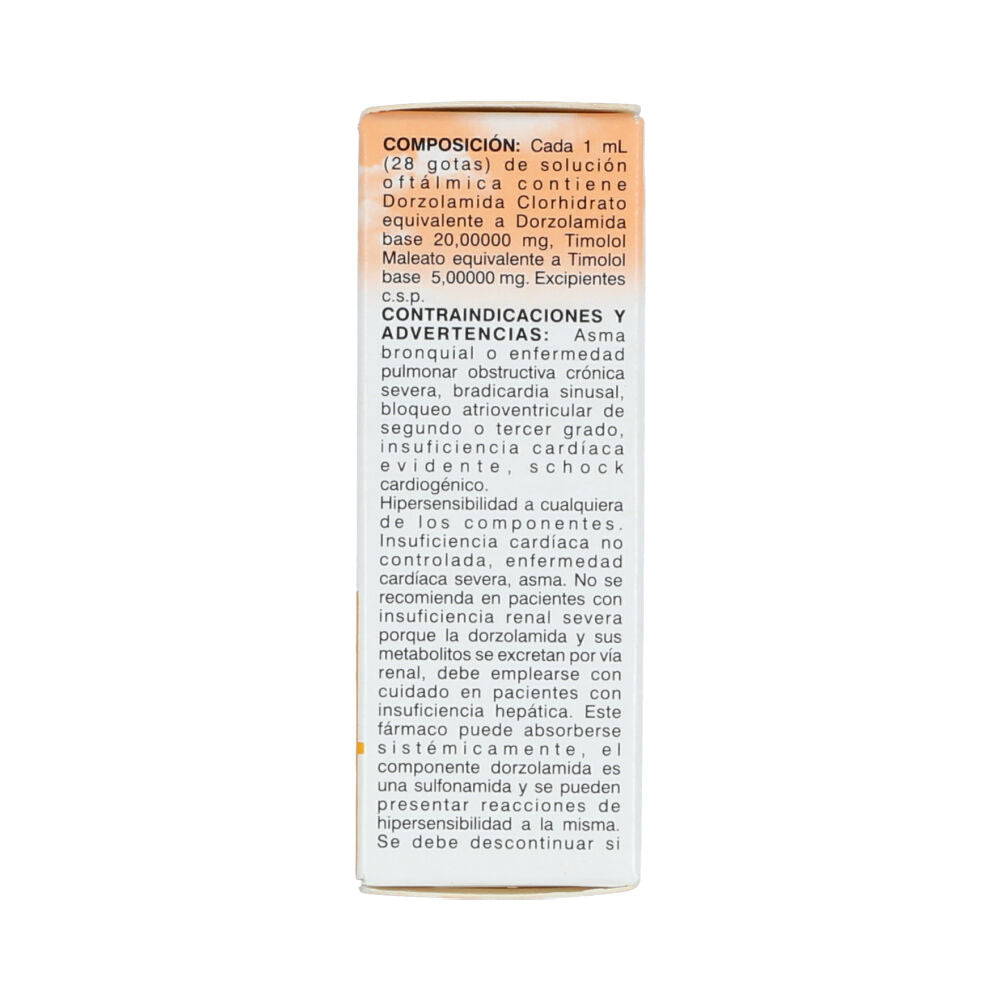 COMPOSICIÓN: Cada 1 mL
(28 gotas) de solución
oftálmica contiene
Dorzolamida Clorhidrato
equivalente a Dorzolamida
base 20,00000 mg, Timolol
Maleato equivalente a Timolol
base 5,00000 mg. Excipientes
c.s.p.
CONTRAINDICACIONES Y
ADVERTENCIAS: Asma
bronquial o enfermedad
pulmonar obstructiva crónica
severa, bradicardia sinusal,
bloqueo atrioventricular de
segundo o tercer grado,
insuficiencia cardíaca
evidente, schock
cardiogénico.
Hipersensibilidad a cualquiera
de los componentes.
Insuficiencia cardíaca no
controlada, enfermedad
cardíaca severa, asma. No se
recomienda en pacientes con
insuficiencia renal severa
porque la dorzolamida y sus
metabolitos se excretan por vía
renal, debe emplearse con
cuidado en pacientes con
insuficiencia hepática. Este
fármaco puede absorberse
sistémicamente, el
componente dorzolamida es
una sulfonamida y se pueden
presentar reacciones de
hipersensibilidad a la misma.
Se debe descontinuar si